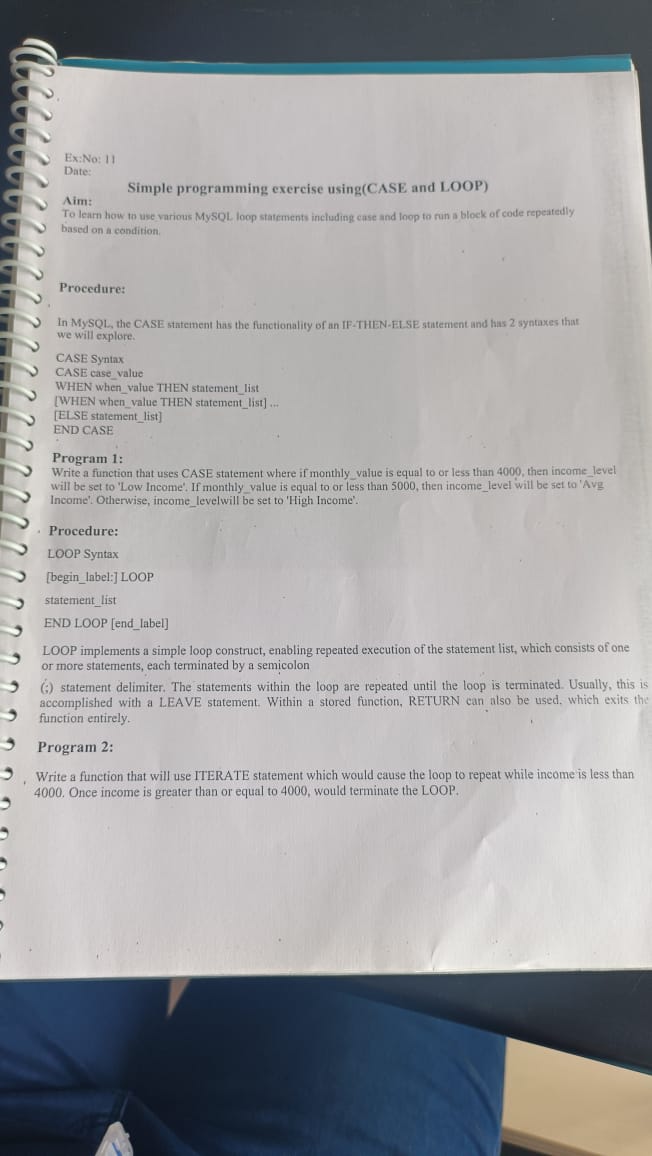 Ex:No: 11
Date:
Simple programming exercise using(CASE and LOOP)
Aim:
To learn how to use various MySQL loop statements including case and loop to run a block of code repeatedly
based on a condition.
Procedure:
In MySQL, the CASE statement has the functionality of an IF-THEN-ELSE statement and has 2 syntaxes that
we will explore.
CASE Syntax
CASE case_value
WHEN when_value THEN statement_list
[WHEN when_value THEN statement_list] ...
[ELSE statement_list]
END CASE
Program 1:
Write a function that uses CASE statement where if monthly_value is equal to or less than 4000, then income_level
will be set to 'Low Income'. If monthly_value is equal to or less than 5000, then income_level will be set to 'Avg
Income'. Otherwise, income_levelwill be set to 'High Income'.
Procedure:
LOOP Syntax
[begin_label:] LOOP
statement_list
END LOOP [end_label]
LOOP implements a simple loop construct, enabling repeated execution of the statement list, which consists of one
or more statements, each terminated by a semicolon
(;) statement delimiter. The statements within the loop are repeated until the loop is terminated. Usually, this is
accomplished with a LEAVE statement. Within a stored function, RETURN can also be used, which exits the
function entirely.
Program 2:
Write a function that will use ITERATE statement which would cause the loop to repeat while income is less than
4000. Once income is greater than or equal to 4000, would terminate the LOOP.